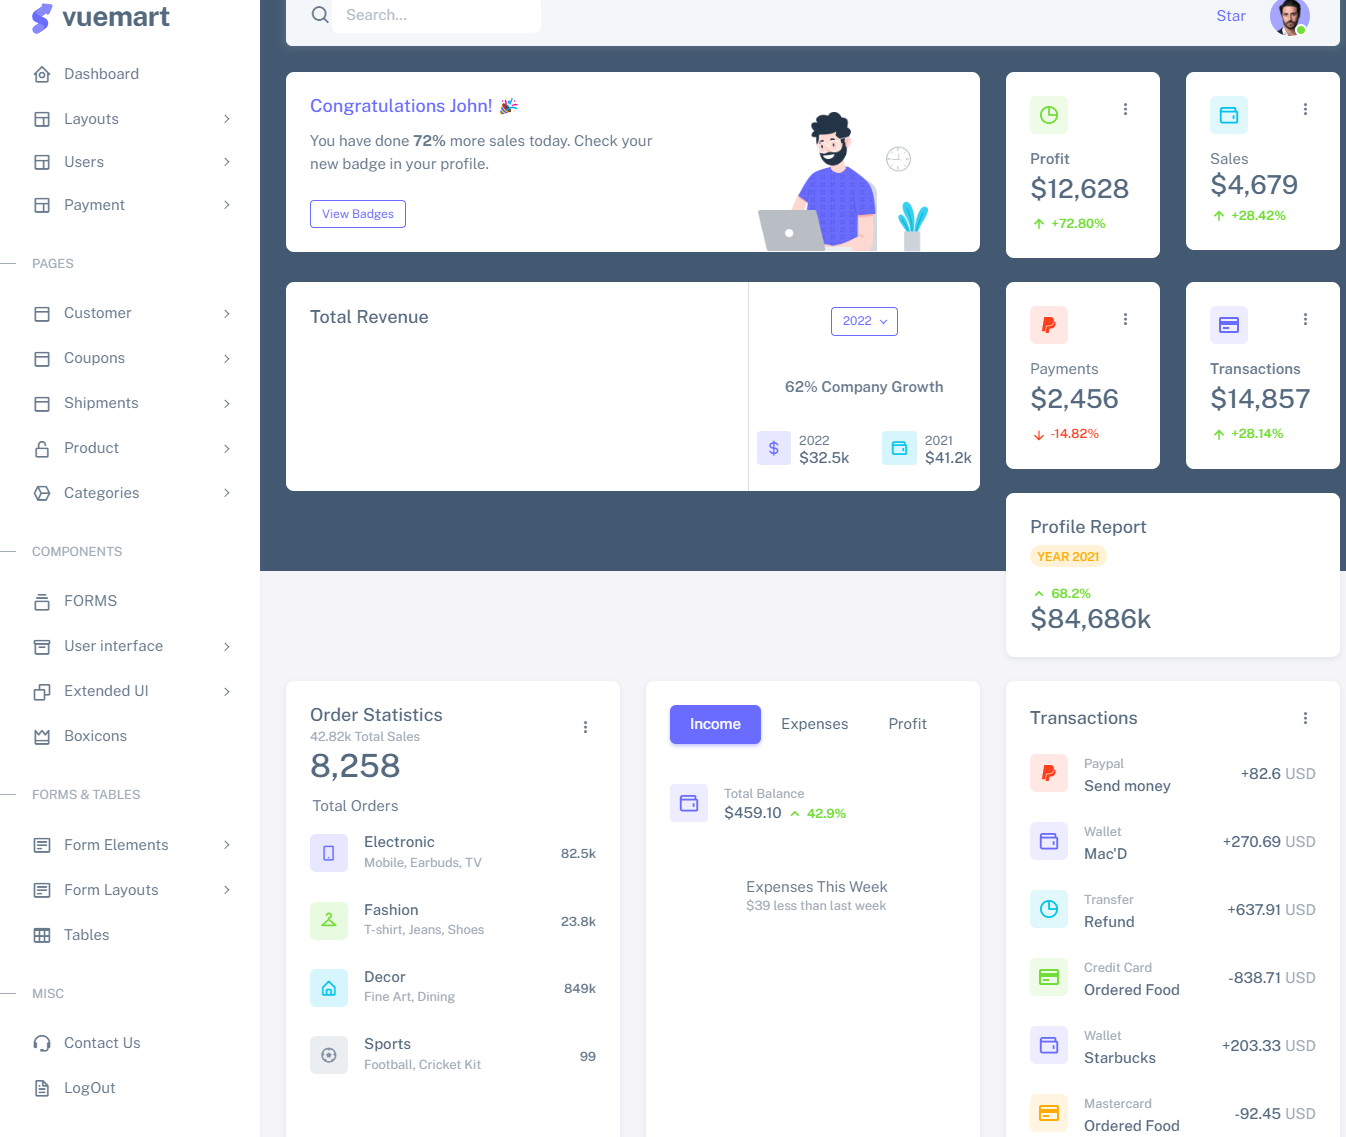 vuemart
Dashboard
Layouts
Users
Payment
PAGES
Customer
Coupons
Shipments
Product
Categories
COMPONENTS
FORMS
User interface
Extended UI
Boxicons
FORMS & TABLES
Form Elements
Form Layouts
Tables
MISC
Contact Us
LogOut
Search...
Star
Congratulations John! 🎉
You have done 72% more sales today. Check your
new badge in your profile.
View Badges
Profit
$12,628
+72.80%
Sales
$4,679
+28.42%
Total Revenue
2022
62% Company Growth
2022
$32.5k
2021
$41.2k
Payments
$2,456
-14.82%
Transactions
$14,857
+28.14%
Profile Report
YEAR 2021
68.2%
$84,686k
Order Statistics
42.82k Total Sales
8,258
Total Orders
Electronic
Mobile, Earbuds, TV
82.5k
Fashion
T-shirt, Jeans, Shoes
23.8k
Decor
Fine Art, Dining
849k
Sports
Football, Cricket Kit
99
Income Expenses Profit
Total Balance
$459.10 42.9%
Expenses This Week
$39 less than last week
Transactions
Paypal
Send money
+82.6 USD
Wallet
Mac'D
+270.69 USD
Transfer
Refund
+637.91 USD
Credit Card
Ordered Food
-838.71 USD
Wallet
Starbucks
+203.33 USD
Mastercard
Ordered Food
-92.45 USD